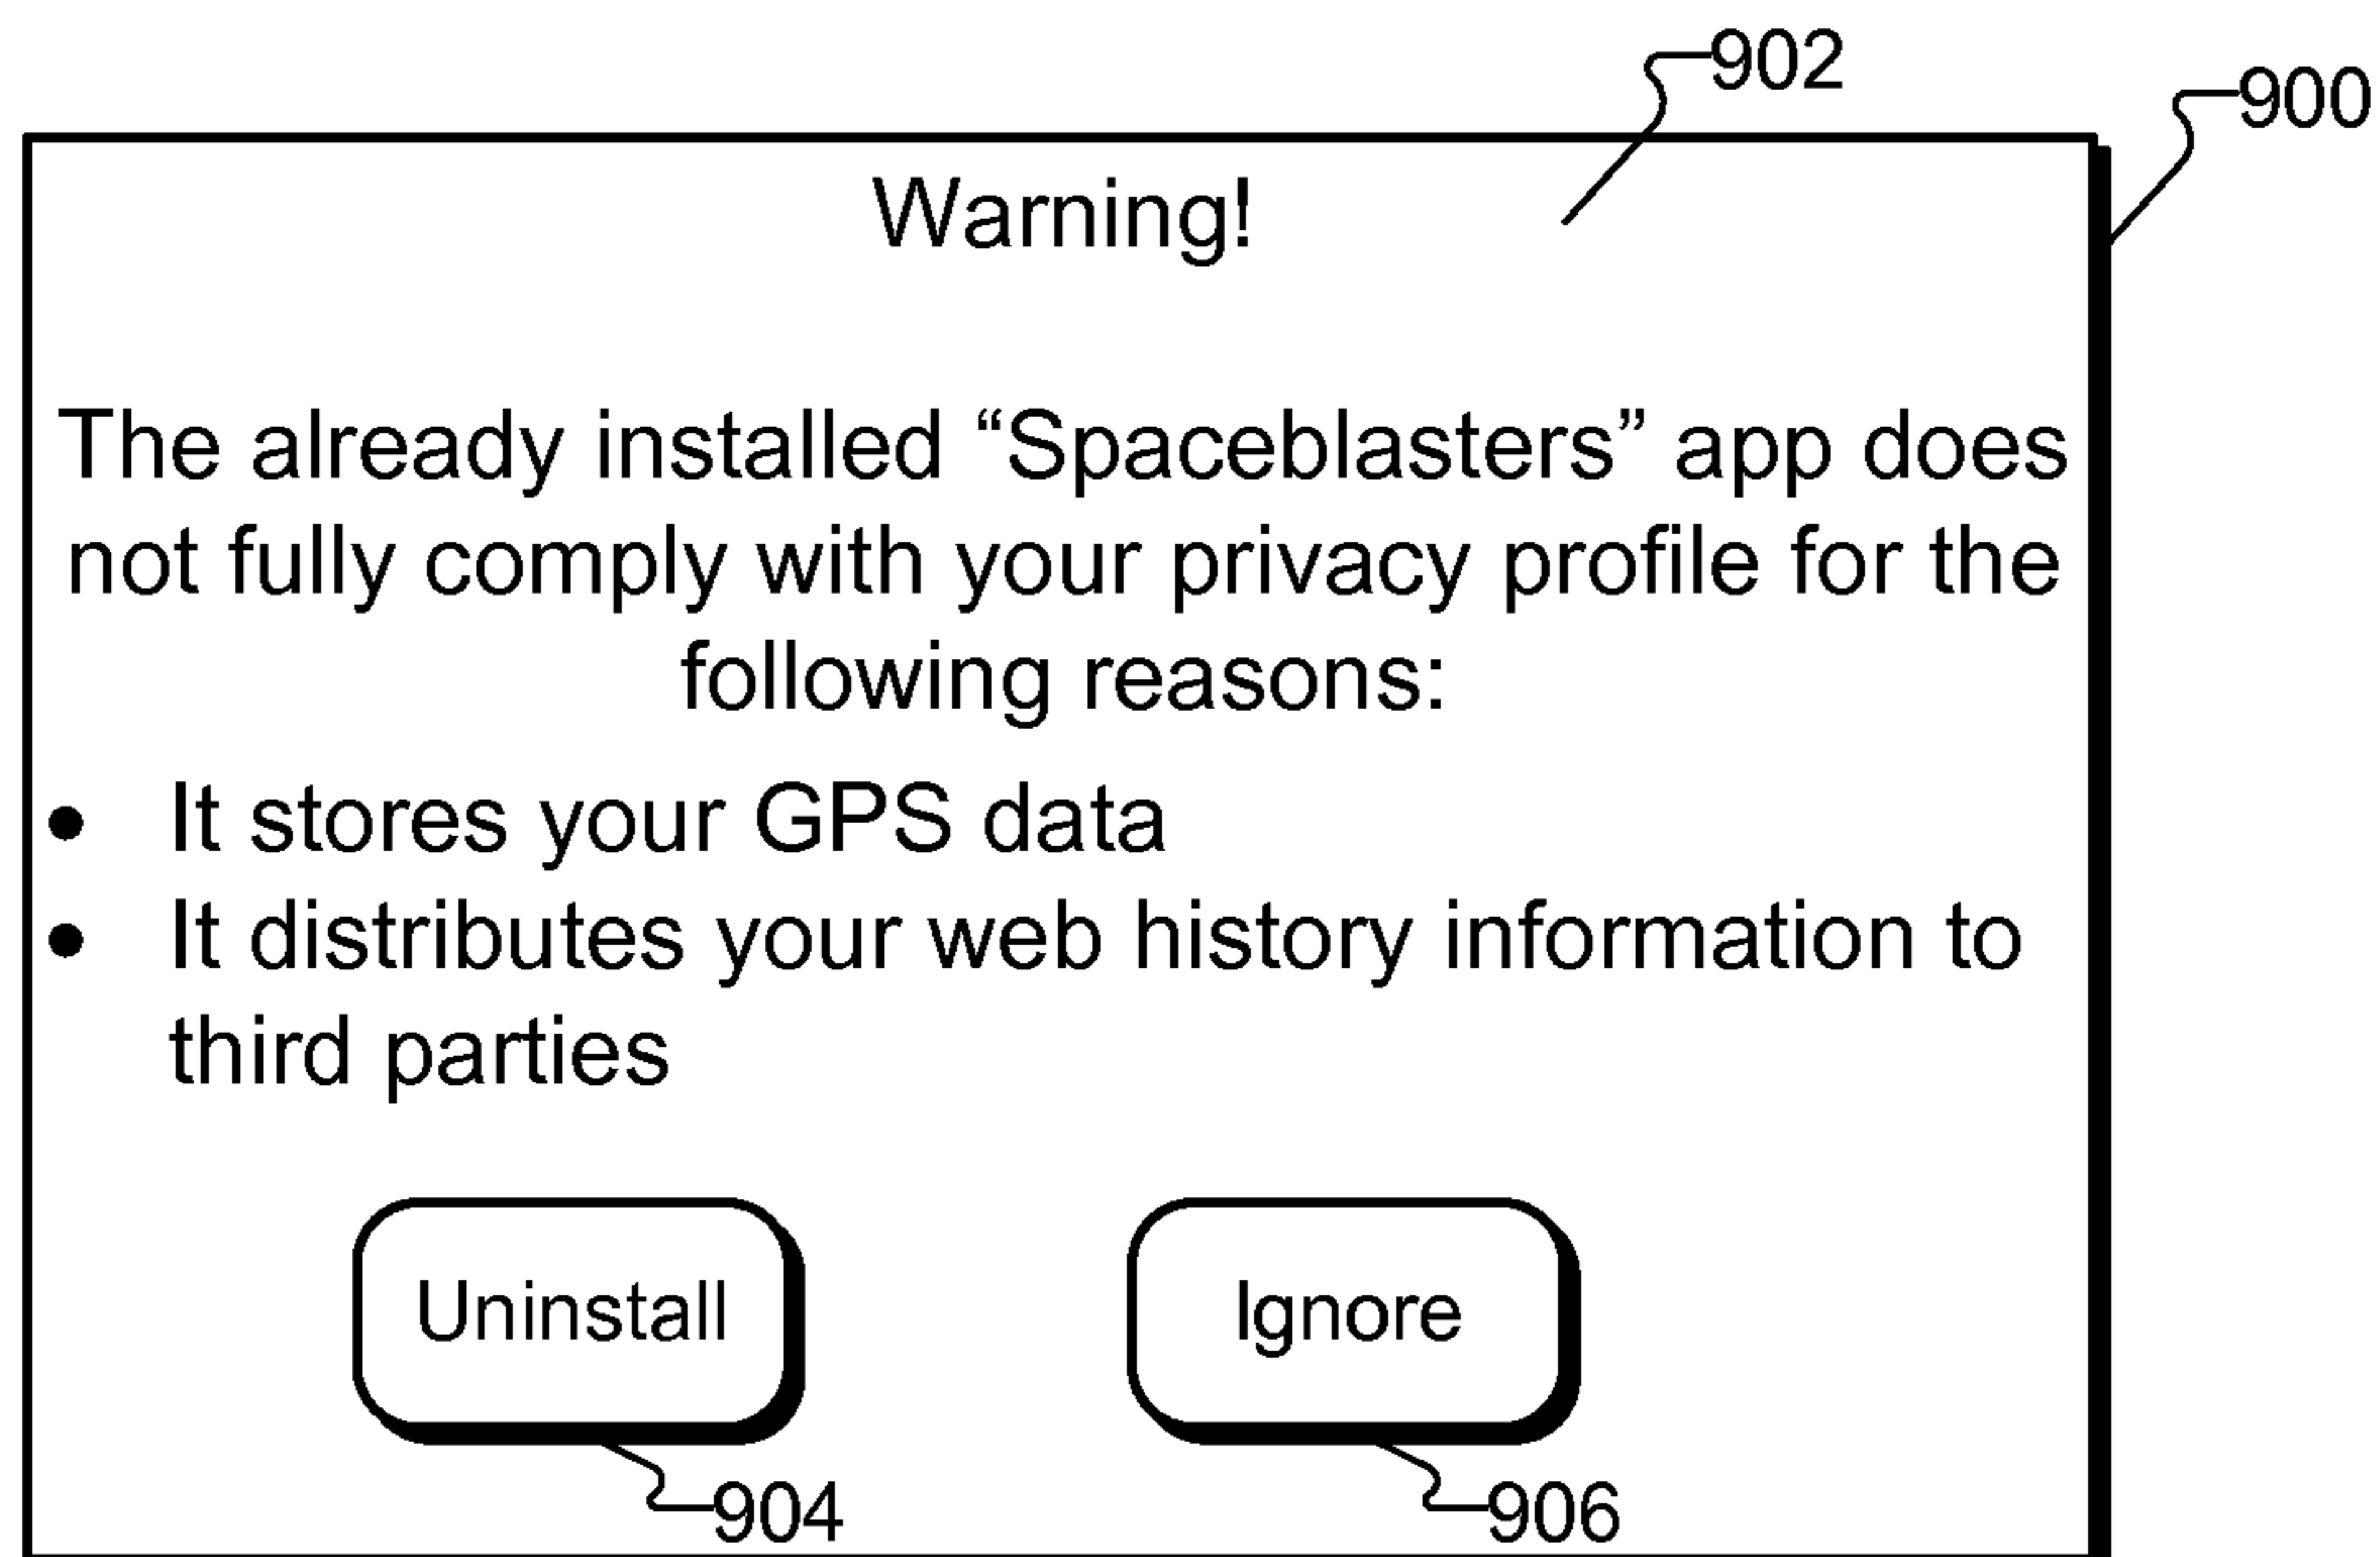 902
900
Warning!
The already installed “Spaceblasters” app does
not fully comply with your privacy profile for the
following reasons:
• It stores your GPS data
• It distributes your web history information to
third parties
Uninstall
Ignore
904
906